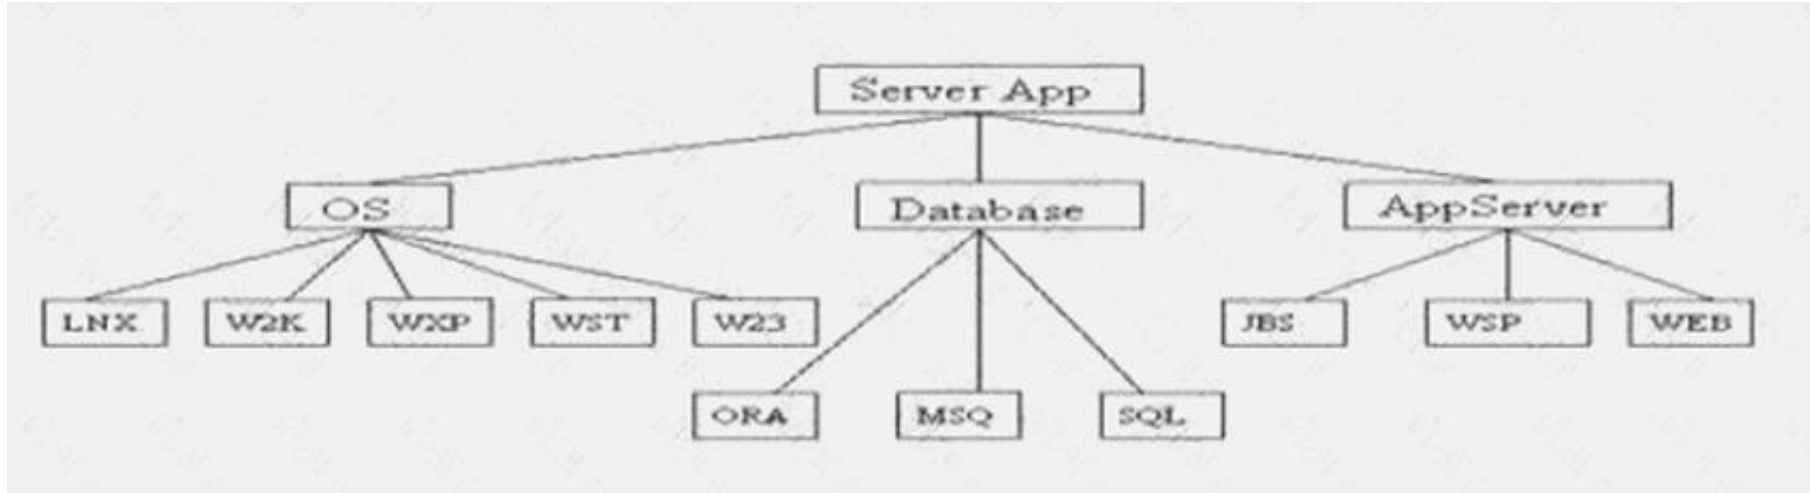 Server App
OS
Database
AppServer
LNX
W2K
WXP
WST
W23
JBS
WSP
WEB
ORA
MSQ
SQL